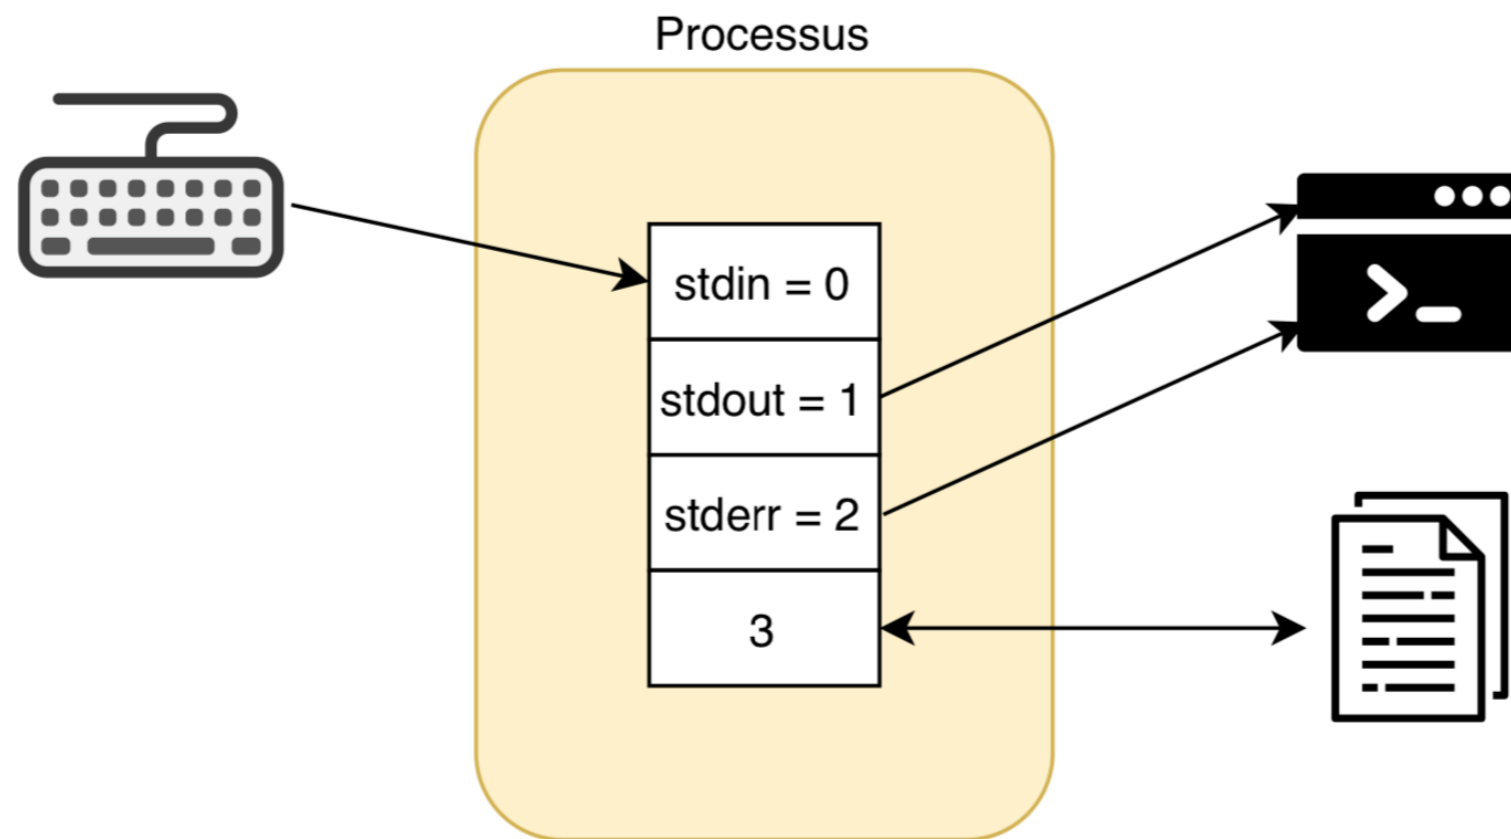 Processus
stdin = 0
stdout = 1
stderr = 2
3